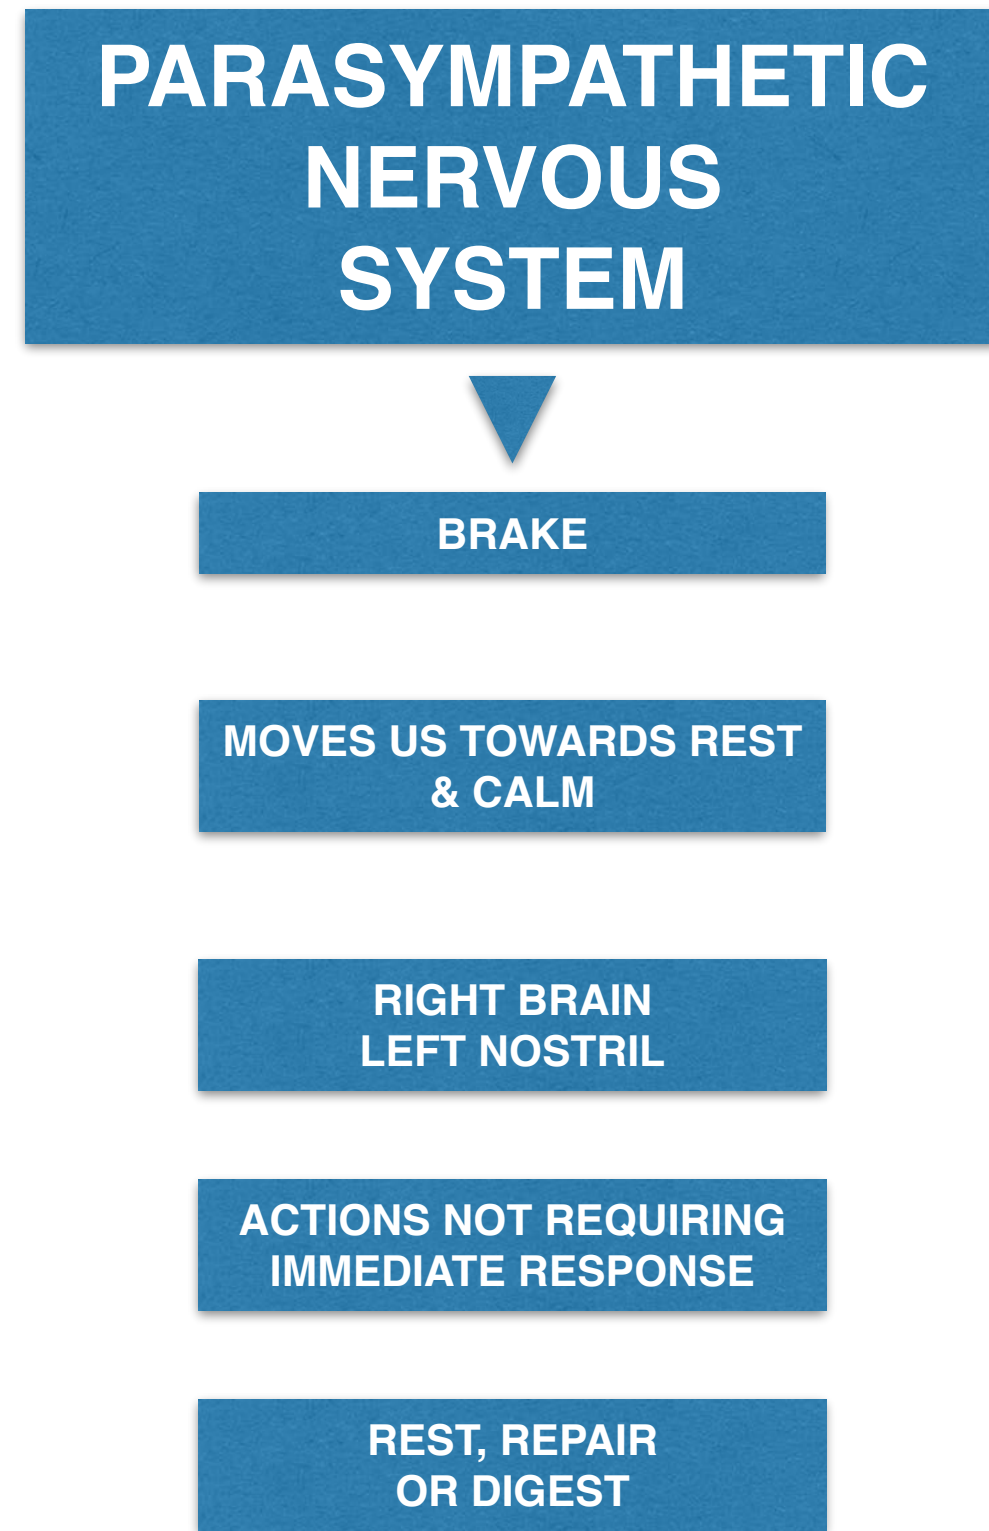 PARASYMPATHETIC
NERVOUS
SYSTEM
BRAKE
MOVES US TOWARDS REST
& CALM
RIGHT BRAIN
LEFT NOSTRIL
ACTIONS NOT REQUIRING
IMMEDIATE RESPONSE
REST, REPAIR
OR DIGEST